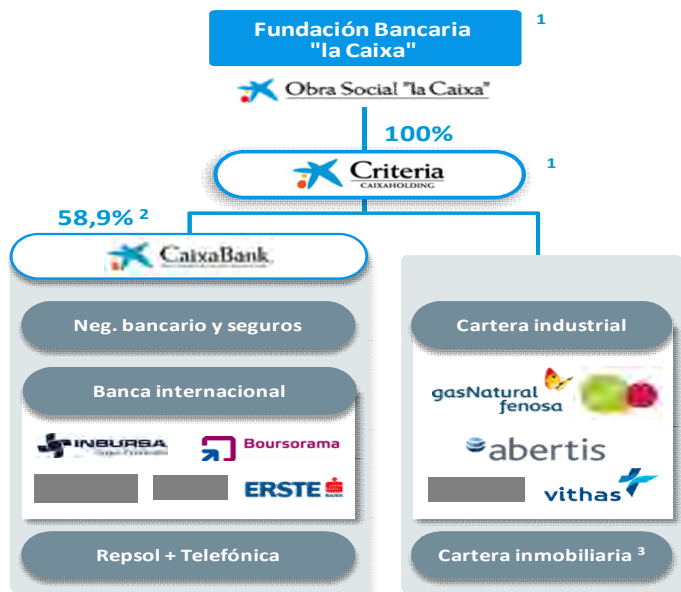 Fundación Bancaria
"la Caixa"
1
Obra Social "la Caixa"
100%
Criteria
CAIXAHOLDING
1
58,9% 2
CaixaBank
Neg. bancario y seguros
Cartera industrial
Banca internacional
gasNatural
fenosa
INBURSA
Boursorama
abertis
ERSTE
vithas
Repsol + Telefónica
Cartera inmobiliaria 3